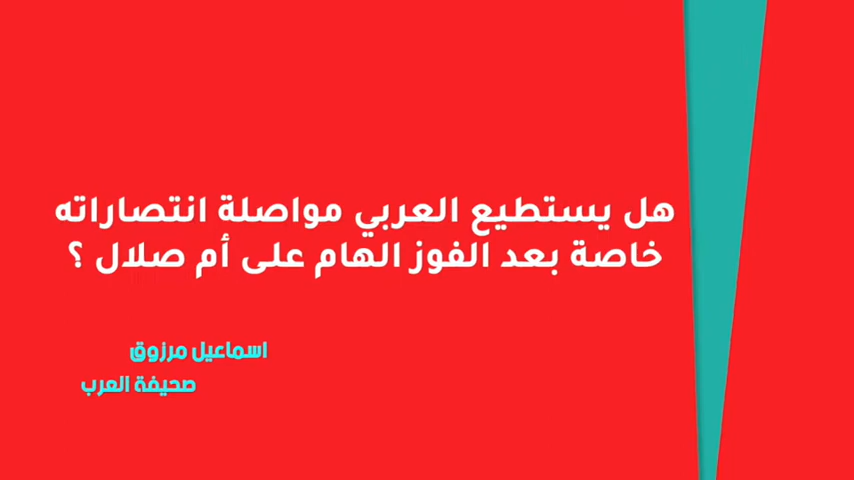 هل يستطيع العربي مواصلة انتصاراته
خاصة بعد الفوز الهام على أم صلال ؟
اسماعيل مرزوق
صحيفة العرب